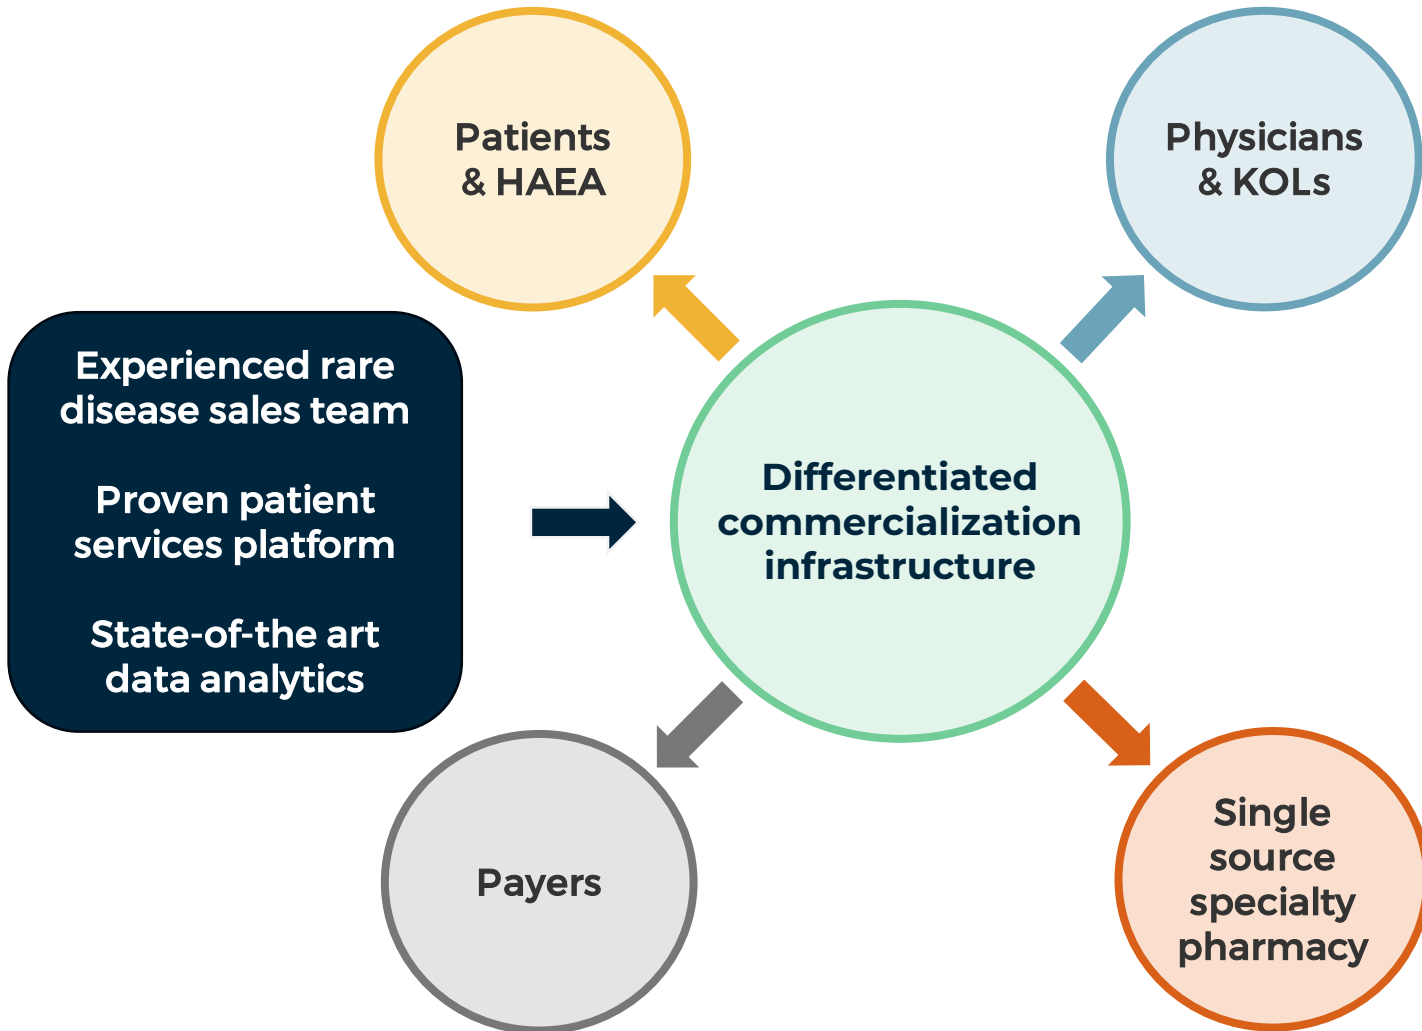 Patients
& HAEA
Physicians
& KOLs
Experienced rare
disease sales team
Proven patient
services platform
State-of-the art
data analytics
Differentiated
commercialization
infrastructure
Payers
Single
source
specialty
pharmacy